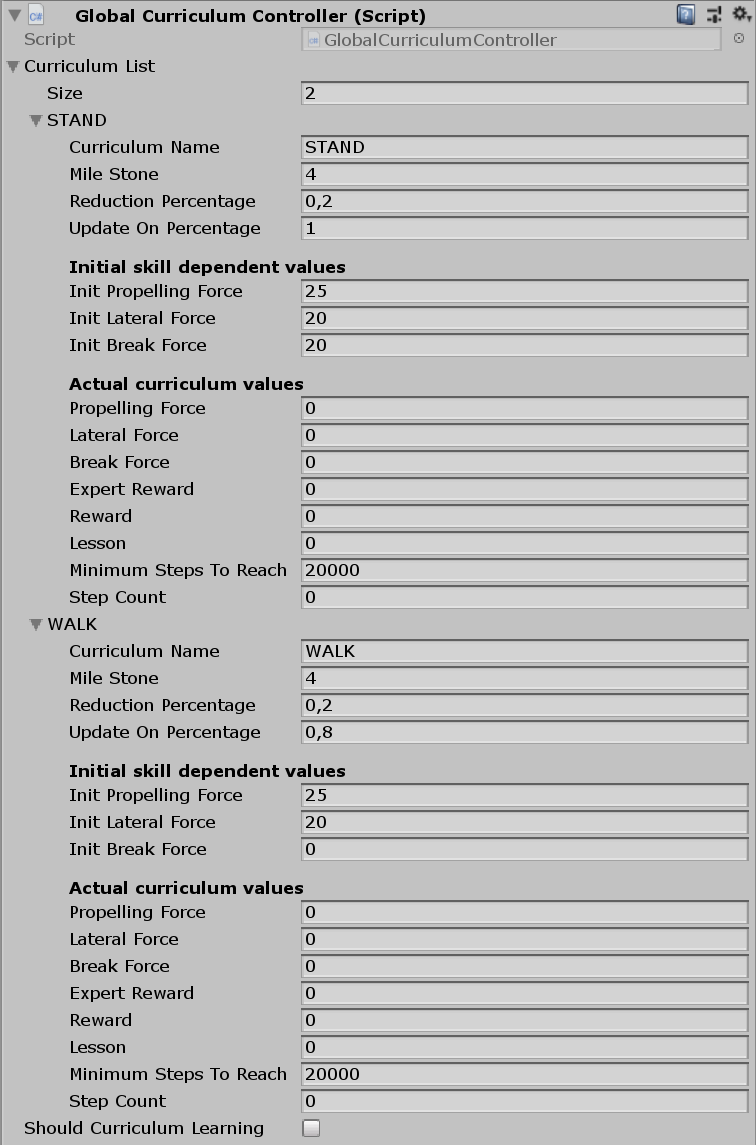 Global Curriculum Controller (Script)
Script GlobalCurriculumController
Curriculum List
Size 2
STAND
Curriculum Name STAND
Mile Stone 4
Reduction Percentage 0,2
Update On Percentage 1
Initial skill dependent values
Init Propelling Force 25
Init Lateral Force 20
Init Break Force 20
Actual curriculum values
Propelling Force 0
Lateral Force 0
Break Force 0
Expert Reward 0
Reward 0
Lesson 0
Minimum Steps To Reach 20000
Step Count 0
WALK
Curriculum Name WALK
Mile Stone 4
Reduction Percentage 0,2
Update On Percentage 0,8
Initial skill dependent values
Init Propelling Force 25
Init Lateral Force 20
Init Break Force 0
Actual curriculum values
Propelling Force 0
Lateral Force 0
Break Force 0
Expert Reward 0
Reward 0
Lesson 0
Minimum Steps To Reach 20000
Step Count 0
Should Curriculum Learning